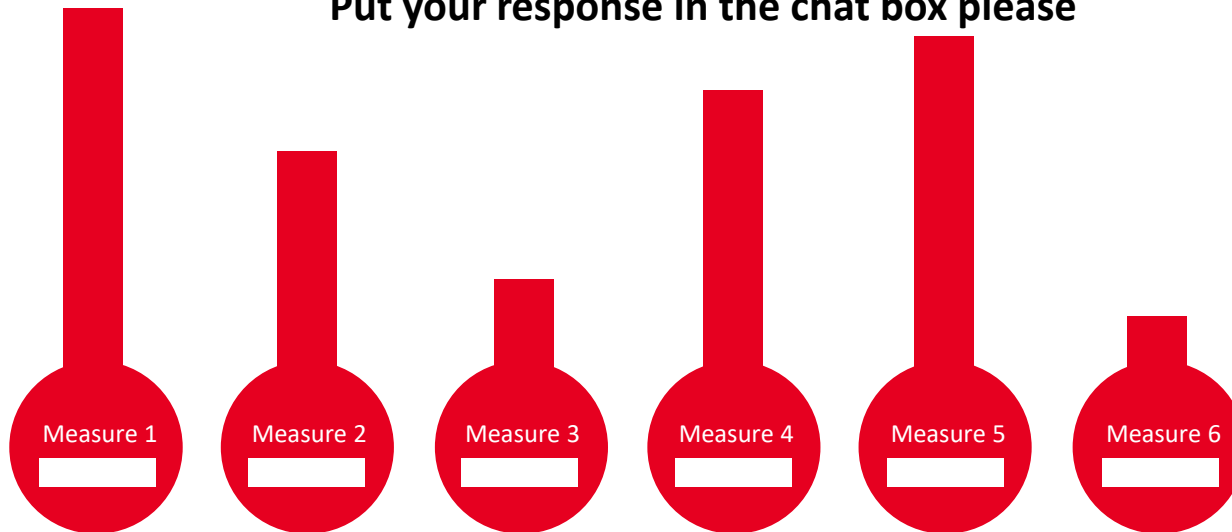 Put your response in the chat box please
Measure 1
Measure 2
Measure 3
Measure 4
Measure 5
Measure 6